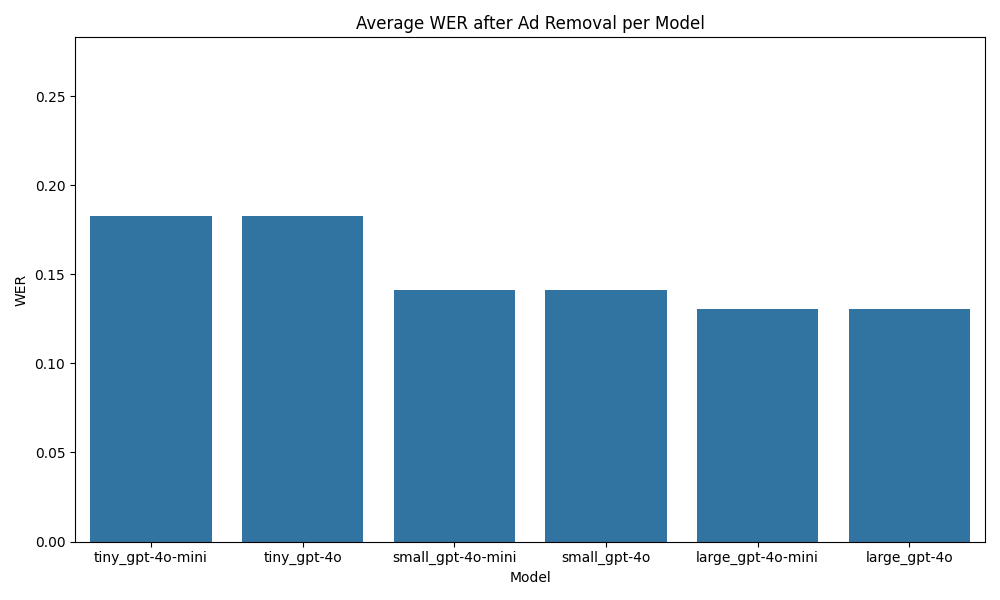 Average WER after Ad Removal per Model
WER
0.25
0.20
0.15
0.10
0.05
0.00
tiny_gpt-4o-mini
tiny_gpt-4o
small_gpt-4o-mini
small_gpt-4o
large_gpt-4o-mini
large_gpt-4o
Model